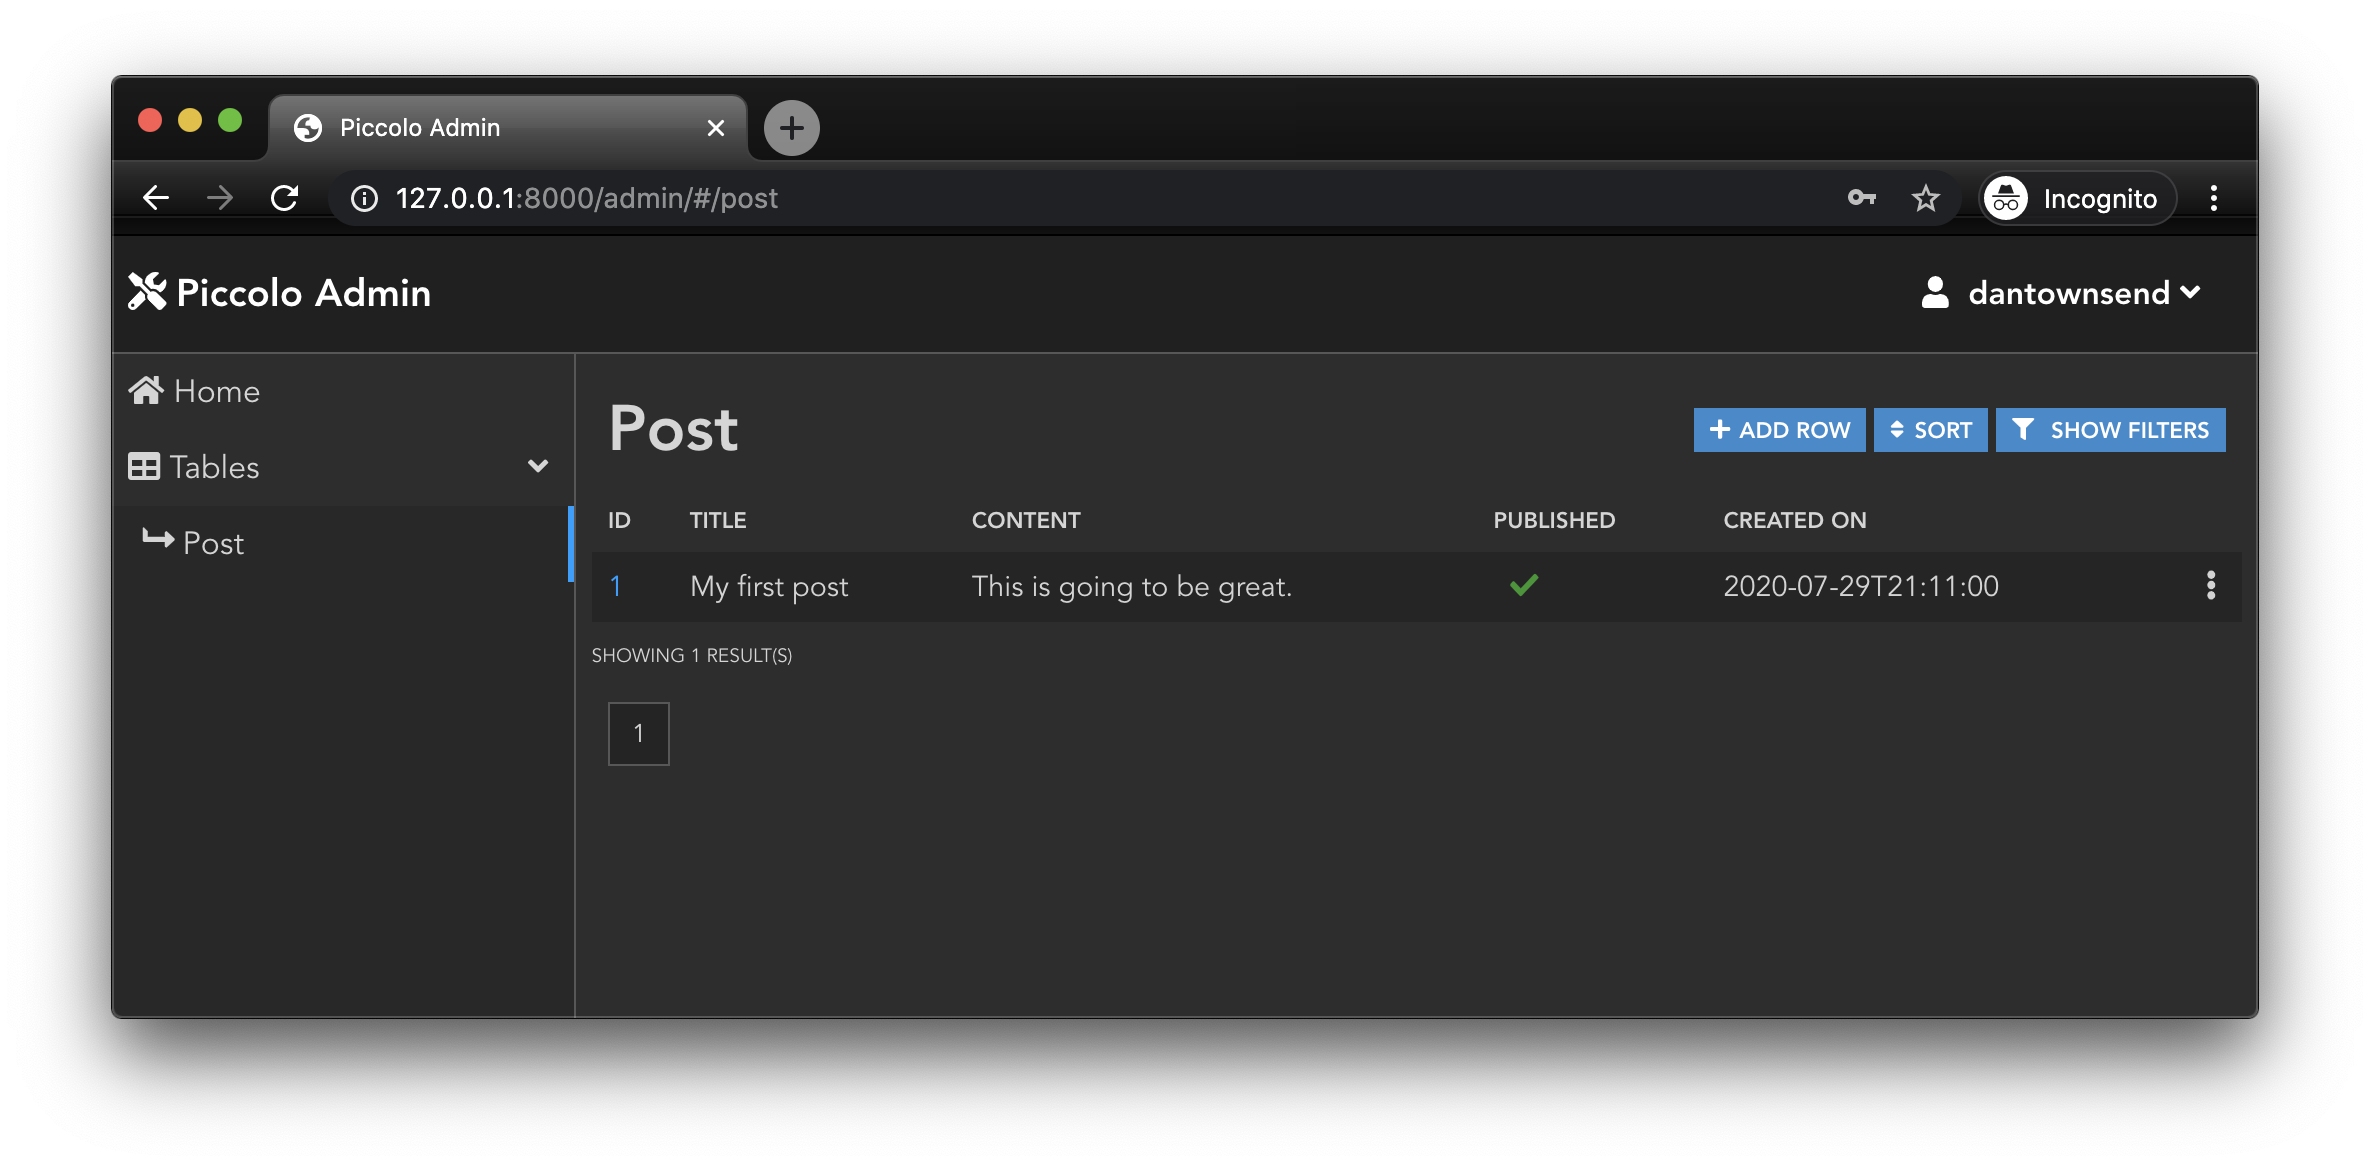 Piccolo Admin
127.0.0.1:8000/admin/#/post
Incognito
Piccolo Admin
dantownsend
Home
Tables
Post
Post
ADD ROW
SORT
SHOW FILTERS
ID TITLE CONTENT PUBLISHED CREATED ON
1 My first post This is going to be great. 2020-07-29T21:11:00
SHOWING 1 RESULT(S)
1